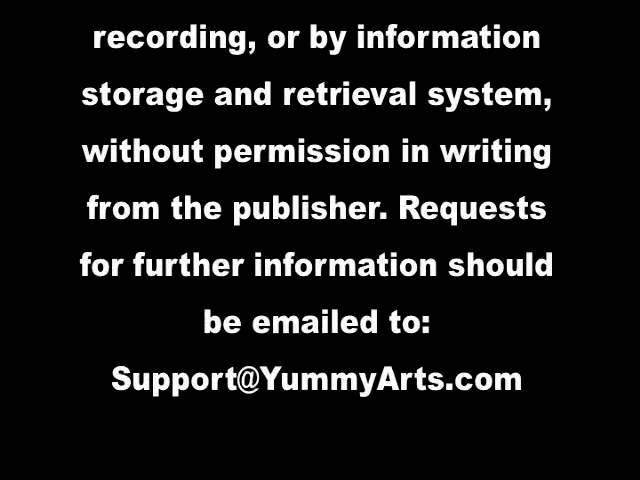 recording, or by information
storage and retrieval system,
without permission in writing
from the publisher. Requests
for further information should
be emailed to:
Support@YummyArts.com